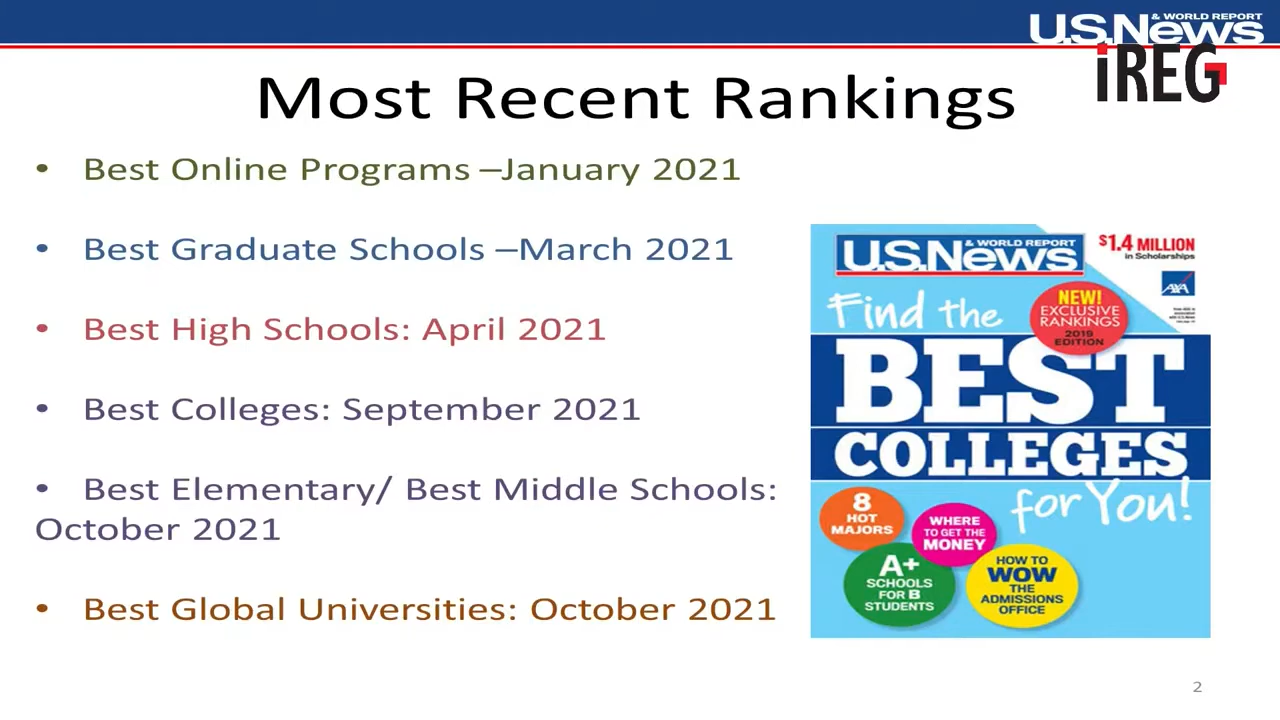 U.S.News
& WORLD REPORT
iREG
Most Recent Rankings
• Best Online Programs –January 2021
• Best Graduate Schools –March 2021
• Best High Schools: April 2021
• Best Colleges: September 2021
• Best Elementary/ Best Middle Schools:
October 2021
• Best Global Universities: October 2021
U.S.News
& WORLD REPORT
$1.4 MILLION
in Scholarships
AXA
Find the
NEW!
EXCLUSIVE
RANKINGS
2019
EDITION
BEST
COLLEGES
for You!
8
HOT
MAJORS
WHERE
TO GET THE
MONEY
A+
SCHOOLS
FOR B
STUDENTS
HOW TO
WOW
THE
ADMISSIONS
OFFICE
2